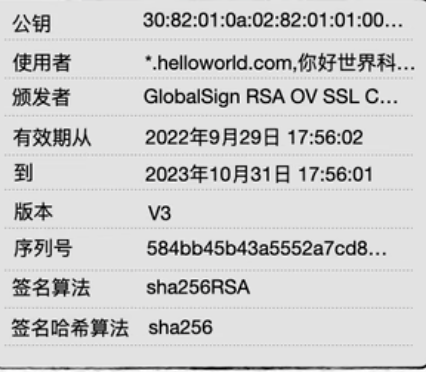 公钥 30:82:01:0a:02:82:01:01:00...
使用者 *.helloworld.com,你好世界科...
颁发者 GlobalSign RSA OV SSL C...
有效期从 2022年9月29日 17:56:02
到 2023年10月31日 17:56:01
版本 V3
序列号 584bb45b43a5552a7cd8...
签名算法 sha256RSA
签名哈希算法 sha256